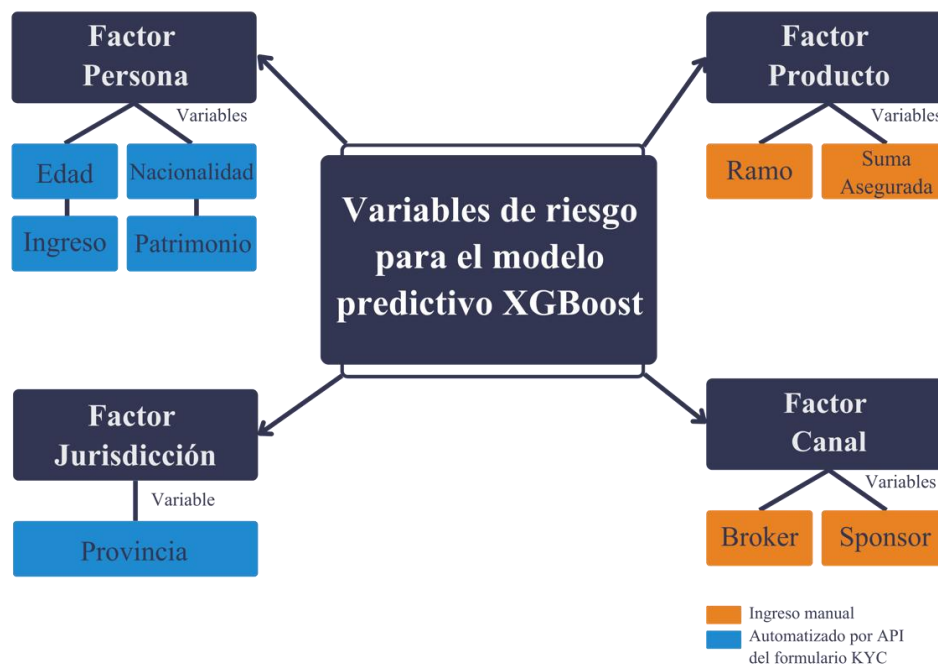 Factor
Persona
Variables
Edad
Nacionalidad
Ingreso
Patrimonio
Factor
Producto
Variables
Ramo
Suma
Asegurada
Variables de riesgo
para el modelo
predictivo XGBoost
Factor
Jurisdicción
Variable
Provincia
Factor
Canal
Variables
Broker
Sponsor
Ingreso manual
Automatizado por API
del formulario KYC